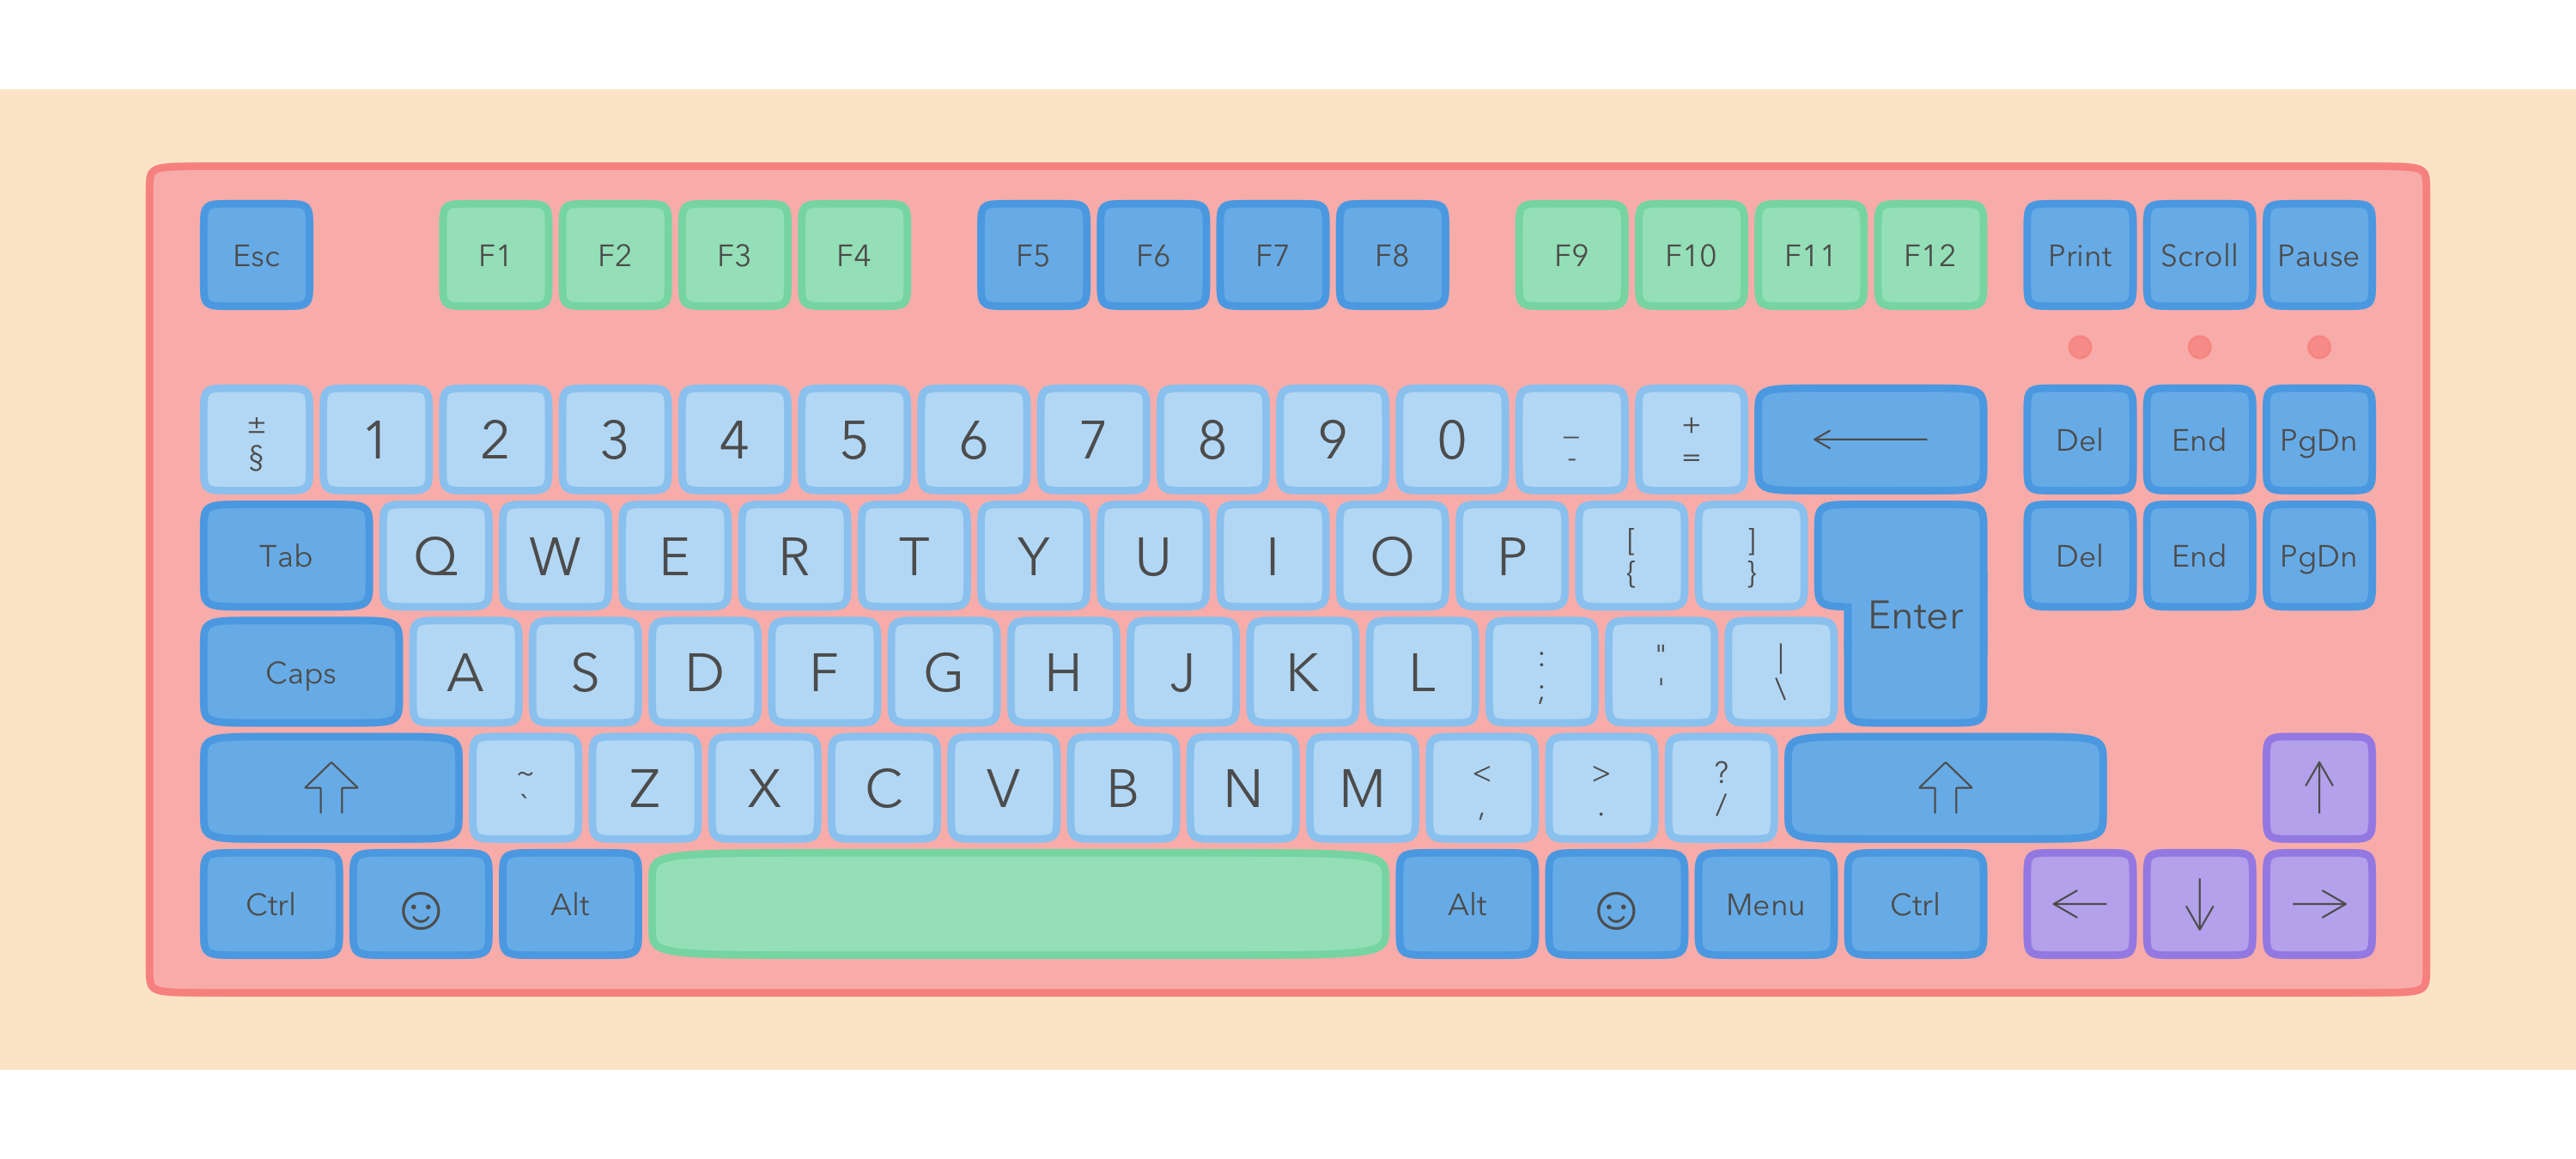 Esc F1 F2 F3 F4 F5 F6 F7 F8 F9 F10 F11 F12 Print Scroll Pause
± § 1 2 3 4 5 6 7 8 9 0 _ - + = ← Del End PgDn
Tab Q W E R T Y U I O P [ { ] } Enter Del End PgDn
Caps A S D F G H J K L : ; " ' | \
⇧ ~ ` Z X C V B N M < , > . ? / ⇧ ↑
Ctrl ☺ Alt Alt ☺ Menu Ctrl ← ↓ →